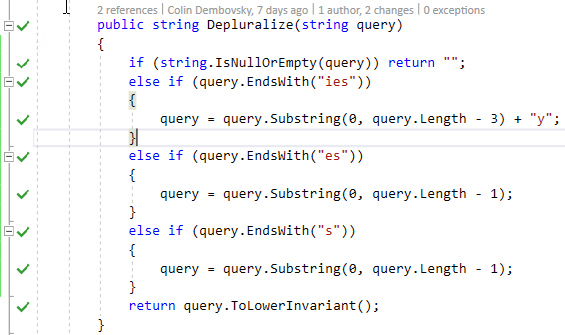 2 references | Colin Dembovsky, 7 days ago | 1 author, 2 changes | 0 exceptions
public string Depluralize(string query)
{
if (string.IsNullOrEmpty(query)) return "";
else if (query.EndsWith("ies"))
{
query = query.Substring(0, query.Length - 3) + "y";
}
else if (query.EndsWith("es"))
{
query = query.Substring(0, query.Length - 1);
}
else if (query.EndsWith("s"))
{
query = query.Substring(0, query.Length - 1);
}
return query.ToLowerInvariant();
}